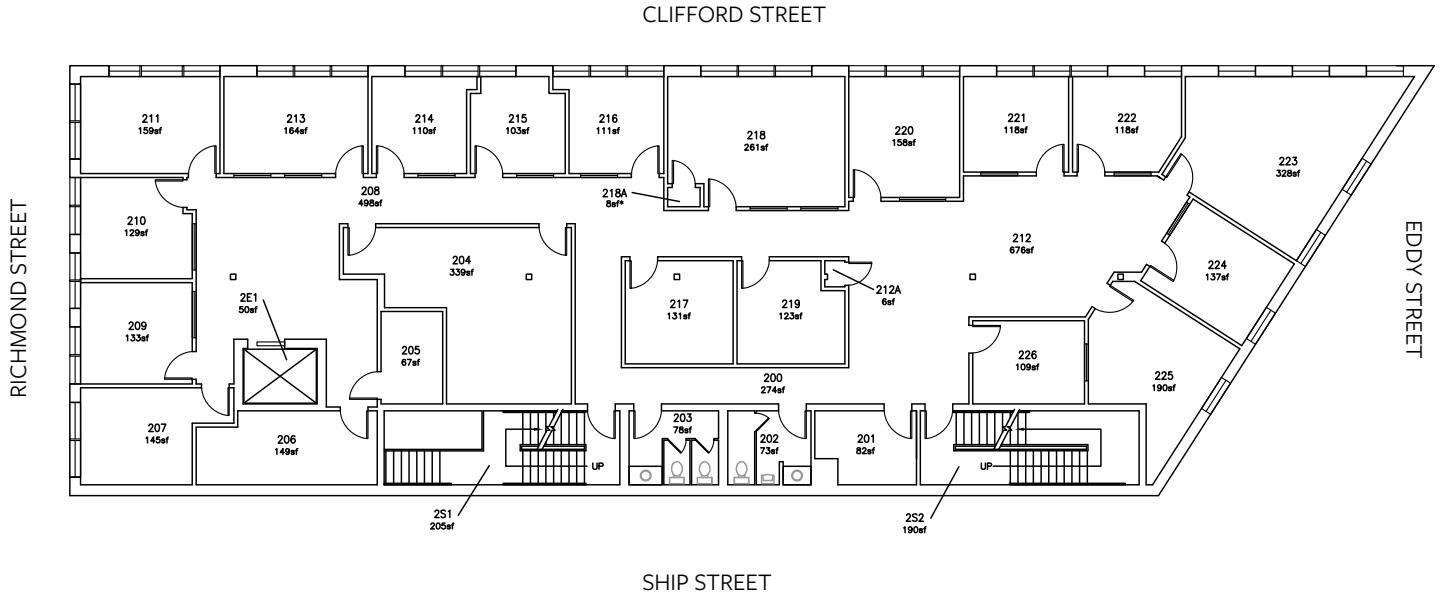 CLIFFORD STREET
211
159sf
213
164sf
214
110sf
215
103sf
216
111sf
218
261sf
220
158sf
221
118sf
222
118sf
223
328sf
218A
8sf*
208
498sf
210
129sf
212
676sf
204
339sf
224
137sf
RICHMOND STREET
EDDY STREET
2E1
50sf
217
131sf
219
123sf
212A
6sf
209
133sf
205
67sf
226
109sf
200
274sf
225
190sf
207
145sf
206
149sf
203
78sf
202
73sf
201
82sf
UP
UP
2S1
205sf
2S2
190sf
SHIP STREET